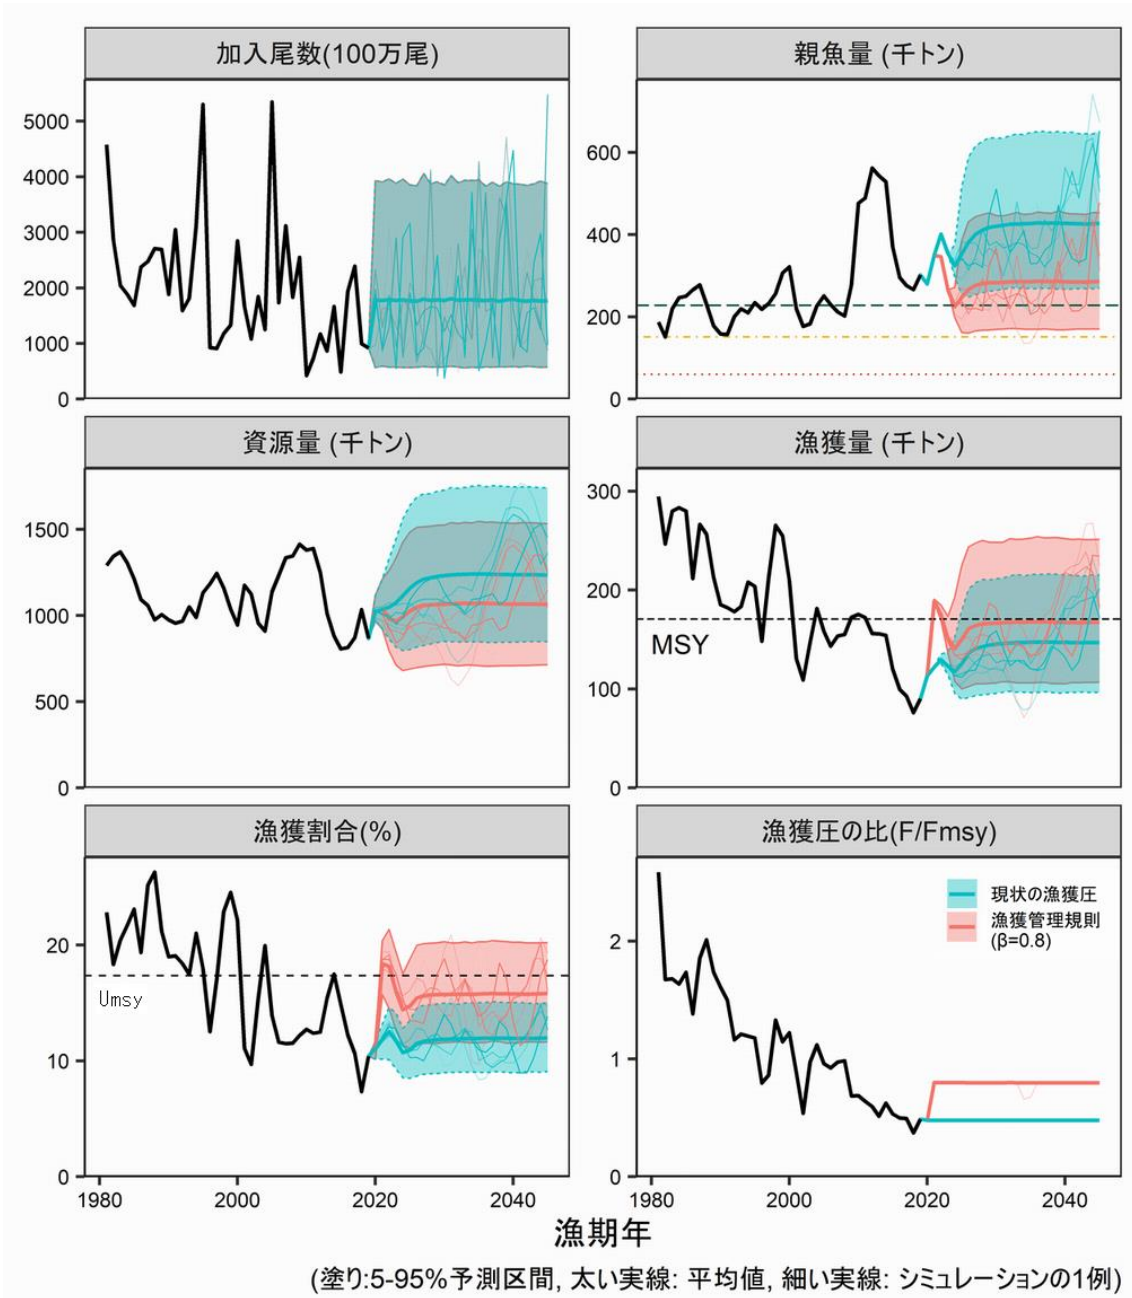 加入尾数(100万尾)
5000
4000
3000
2000
1000
0
親魚量 (千トン)
600
400
200
0
資源量 (千トン)
1500
1000
500
0
漁獲量 (千トン)
300
200
100
0
MSY
漁獲割合(%)
20
10
0
Umsy
1980
2000
2020
2040
漁獲圧の比(F/Fmsy)
2
1
0
現状の漁獲圧
漁獲管理規則
(β=0.8)
1980
2000
2020
2040
漁期年
(塗り:5-95%予測区間, 太い実線: 平均値, 細い実線: シミュレーションの1例)